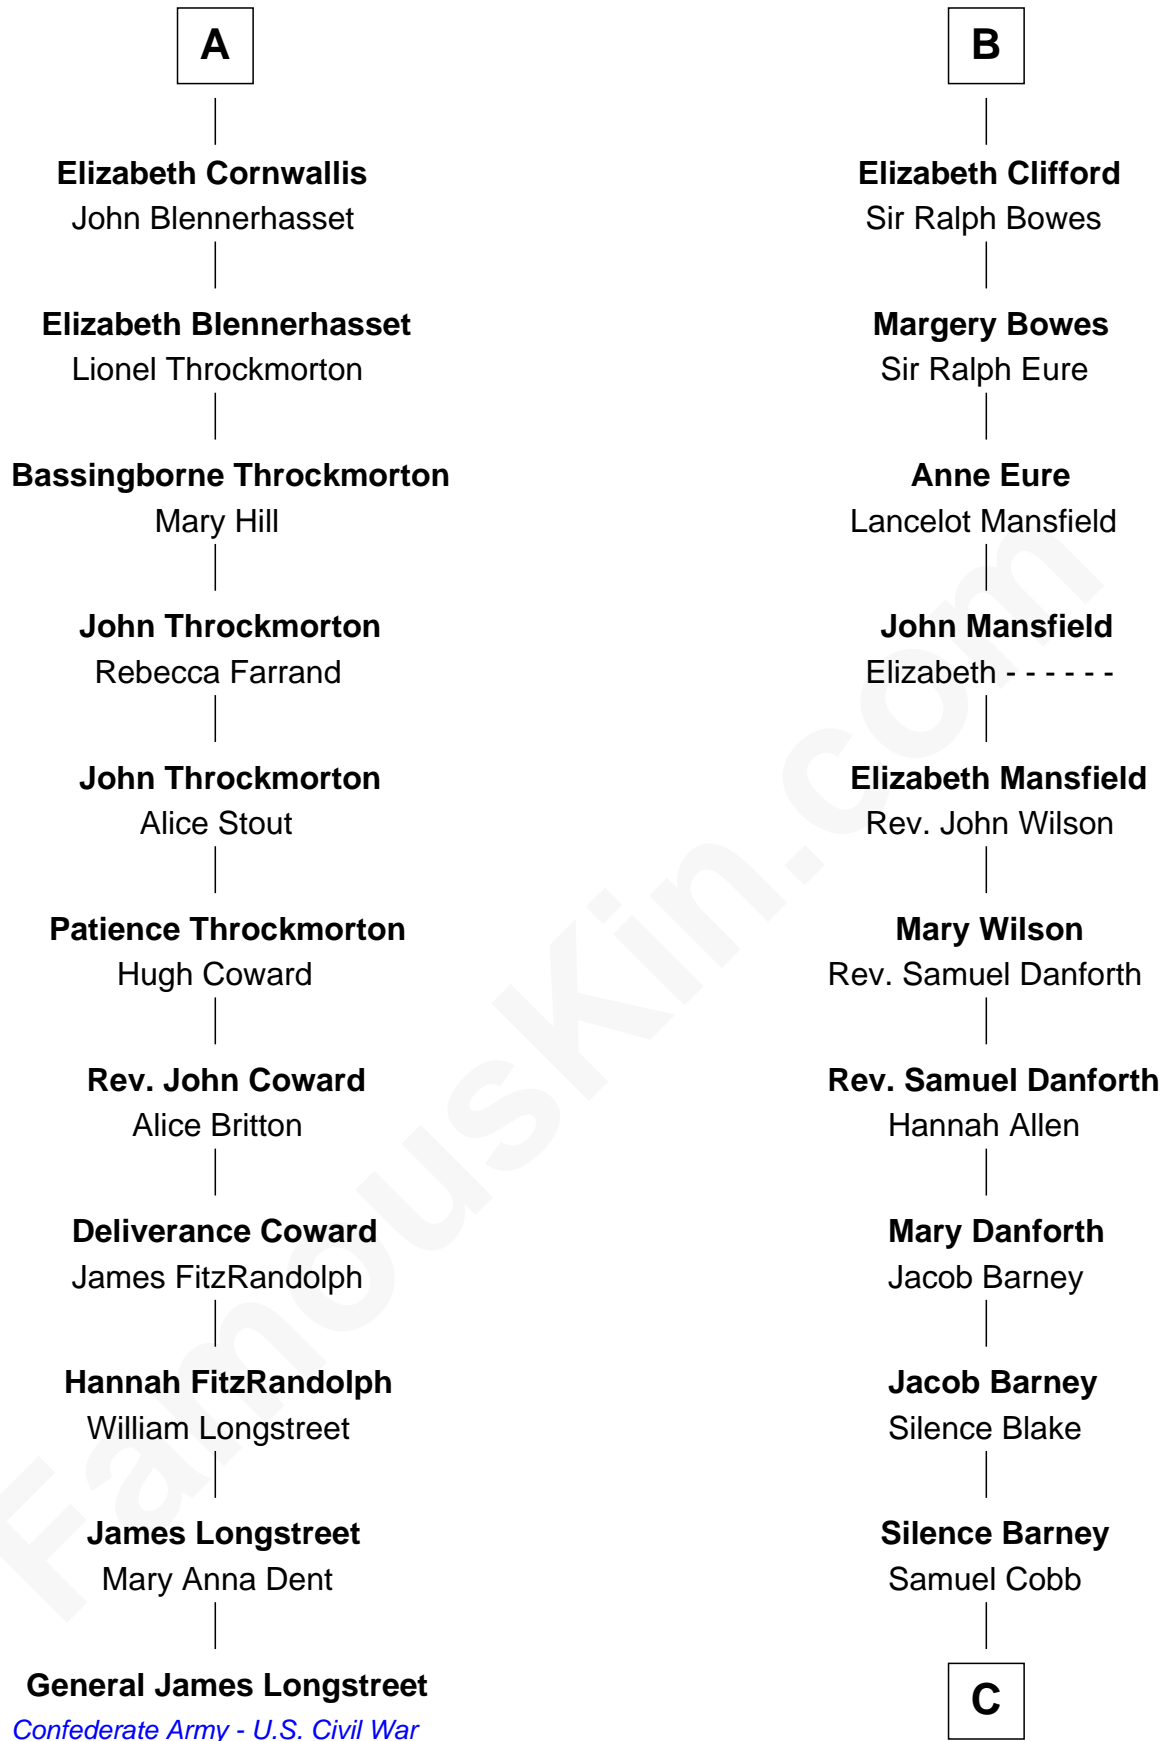 A
Elizabeth Cornwallis
John Blennerhasset
Elizabeth Blennerhasset
Lionel Throckmorton
Bassingborne Throckmorton
Mary Hill
John Throckmorton
Rebecca Farrand
John Throckmorton
Alice Stout
Patience Throckmorton
Hugh Coward
Rev. John Coward
Alice Britton
Deliverance Coward
James FitzRandolph
Hannah FitzRandolph
William Longstreet
James Longstreet
Mary Anna Dent
General James Longstreet
Confederate Army - U.S. Civil War
B
Elizabeth Clifford
Sir Ralph Bowes
Margery Bowes
Sir Ralph Eure
Anne Eure
Lancelot Mansfield
John Mansfield
Elizabeth - - - - - -
Elizabeth Mansfield
Rev. John Wilson
Mary Wilson
Rev. Samuel Danforth
Rev. Samuel Danforth
Hannah Allen
Mary Danforth
Jacob Barney
Jacob Barney
Silence Blake
Silence Barney
Samuel Cobb
C
FamousKin.com